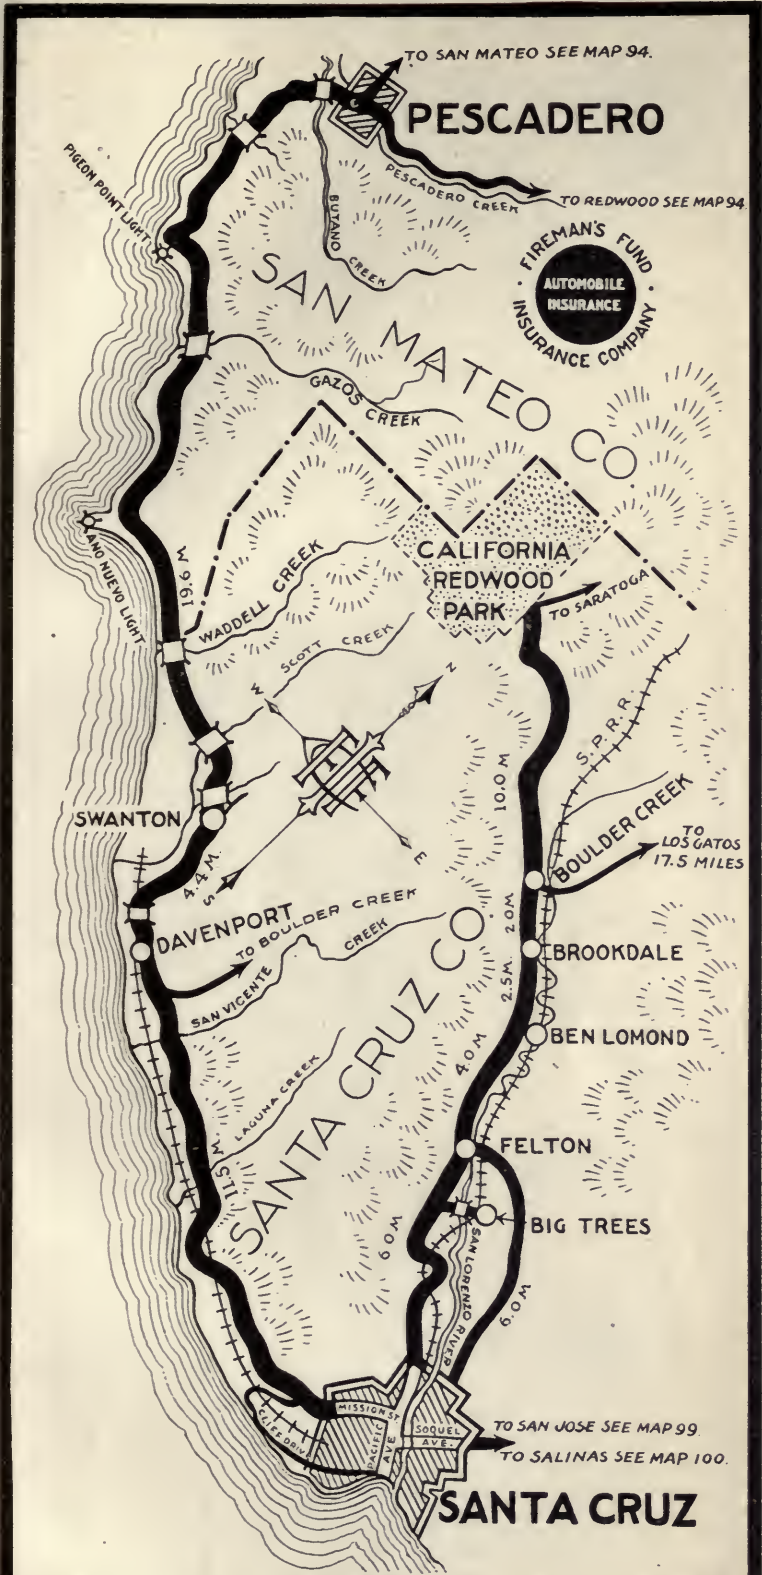 TO SAN MATEO SEE MAP 94.
PESCADERO
PESCADERO CREEK
TO REDWOOD SEE MAP 94
PIGEON POINT LIGHT
BUTANO
CREEK
FIREMAN'S FUND
INSURANCE COMPANY
AUTOMOBILE
INSURANCE
SAN MATEO CO.
GAZOS CREEK
ANO NUEVO LIGHT
19.6 M
WADDELL CREEK
CALIFORNIA
REDWOOD
PARK
TO SARATOGA
SCOTT CREEK
N
W
E
S
S.P.R.R.
10.0 M
SWANTON
4.4 M.
BOULDER CREEK
TO
LOS GATOS
17.5 MILES
DAVENPORT
TO BOULDER CREEK
SAN VICENTE
CREEK
2.0 M
BROOKDALE
2.5 M.
BEN LOMOND
SANTA CRUZ CO.
4.0 M
LAGUNA CREEK
11.5 M
FELTON
6.0 M
BIG TREES
SAN LORENZO RIVER
6.0 M
MISSION ST
CLIFF DRIVE
PACIFIC
AVE
SOQUEL
AVE.
TO SAN JOSE SEE MAP 99.
TO SALINAS SEE MAP 100.
SANTA CRUZ